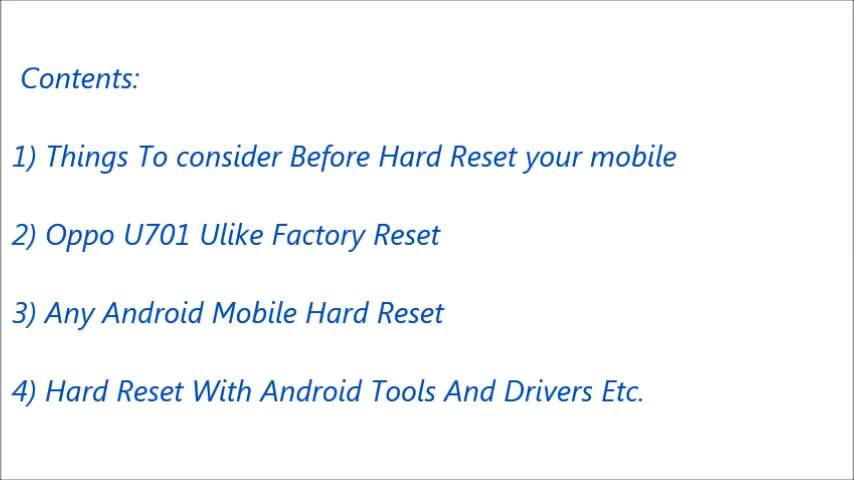 Contents:
1) Things To consider Before Hard Reset your mobile
2) Oppo U701 Ulike Factory Reset
3) Any Android Mobile Hard Reset
4) Hard Reset With Android Tools And Drivers Etc.